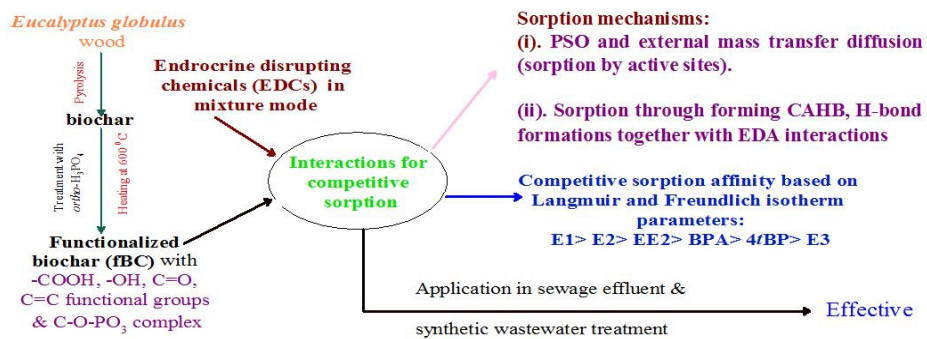 Eucalyptus globulus
wood
Pyrolysis
biochar
Treatment with
ortho-H3PO4
Heating at 600 0C
Functionalized
biochar (fBC) with
-COOH, -OH, C=O,
C=C functional groups
& C-O-PO3 complex
Endrocrine disrupting
chemicals (EDCs) in
mixture mode
Interactions for
competitive
sorption
Sorption mechanisms:
(i). PSO and external mass transfer diffusion
(sorption by active sites).
(ii). Sorption through forming CAHB, H-bond
formations together with EDA interactions
Competitive sorption affinity based on
Langmuir and Freundlich isotherm
parameters:
E1> E2> EE2> BPA> 4tBP> E3
Application in sewage effluent &
synthetic wastewater treatment
Effective